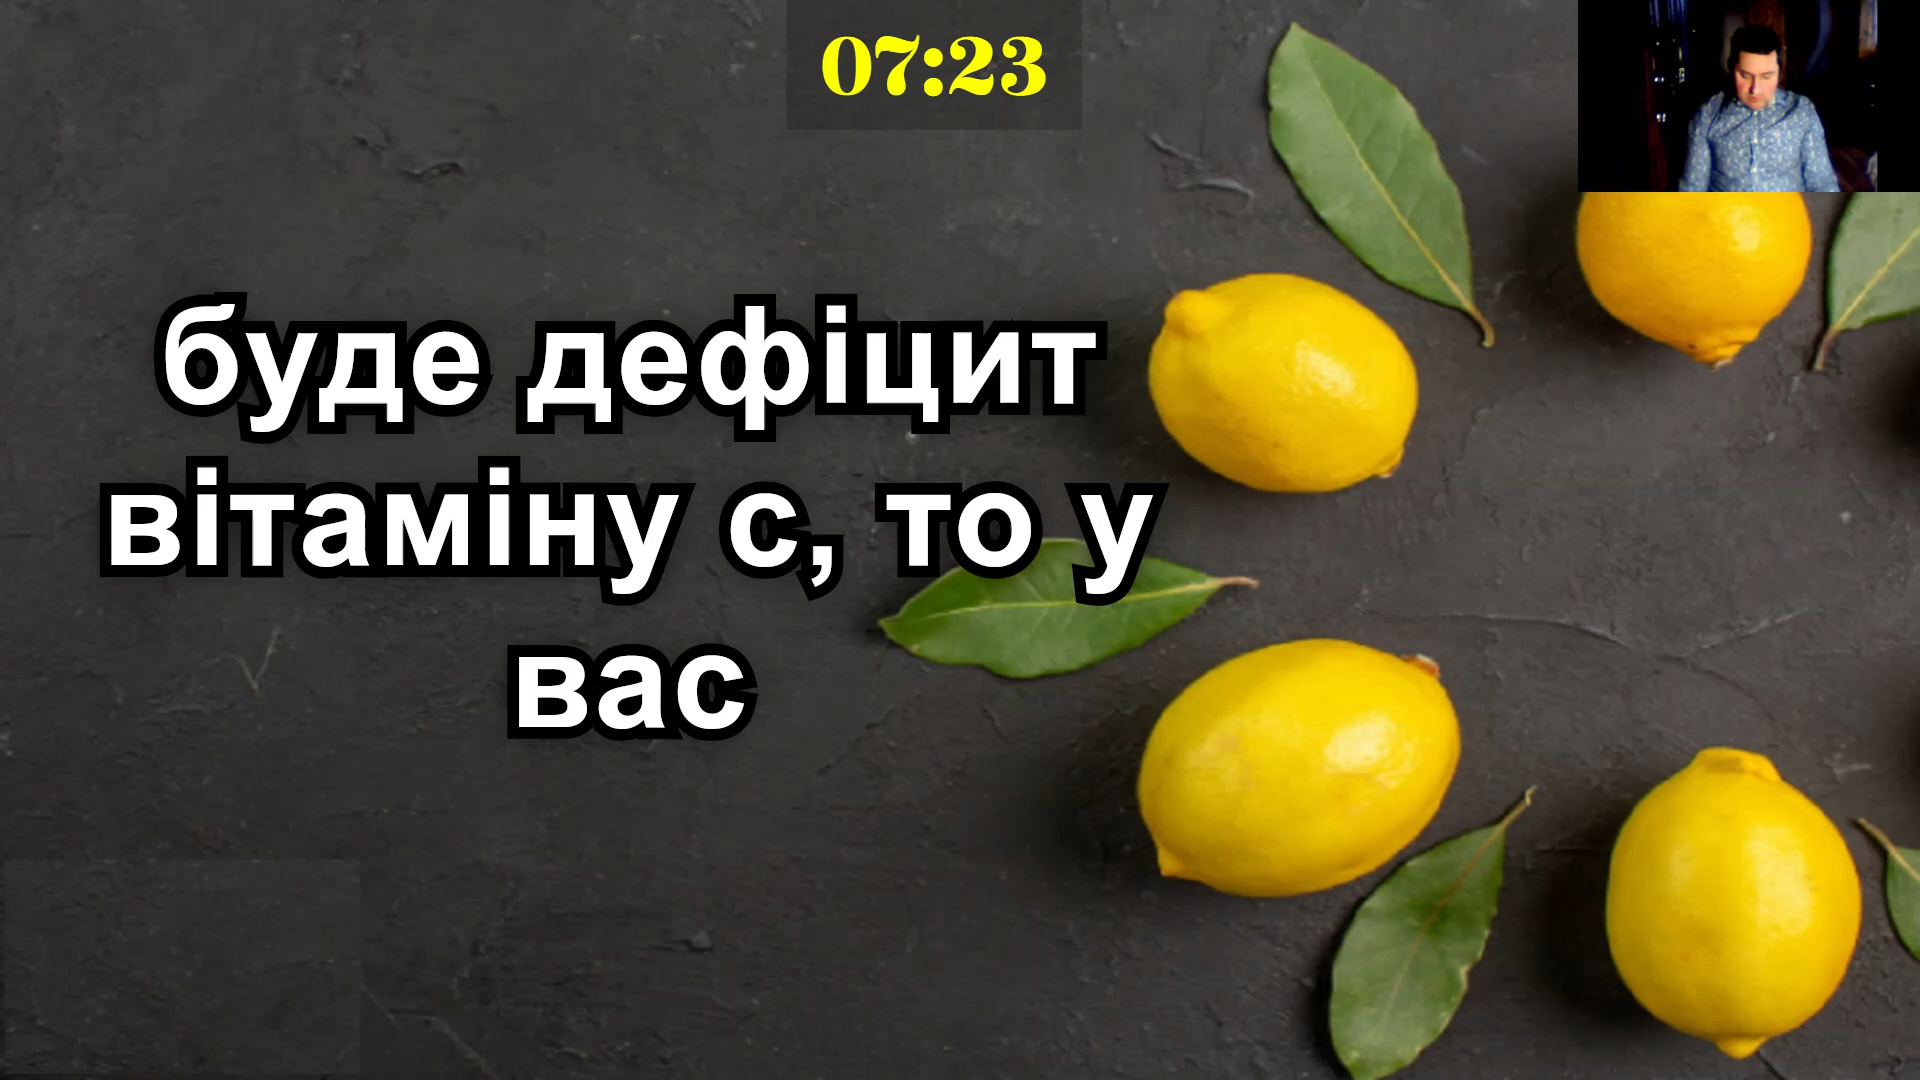 07:23
буде дефіцит
вітаміну с, то у
вас